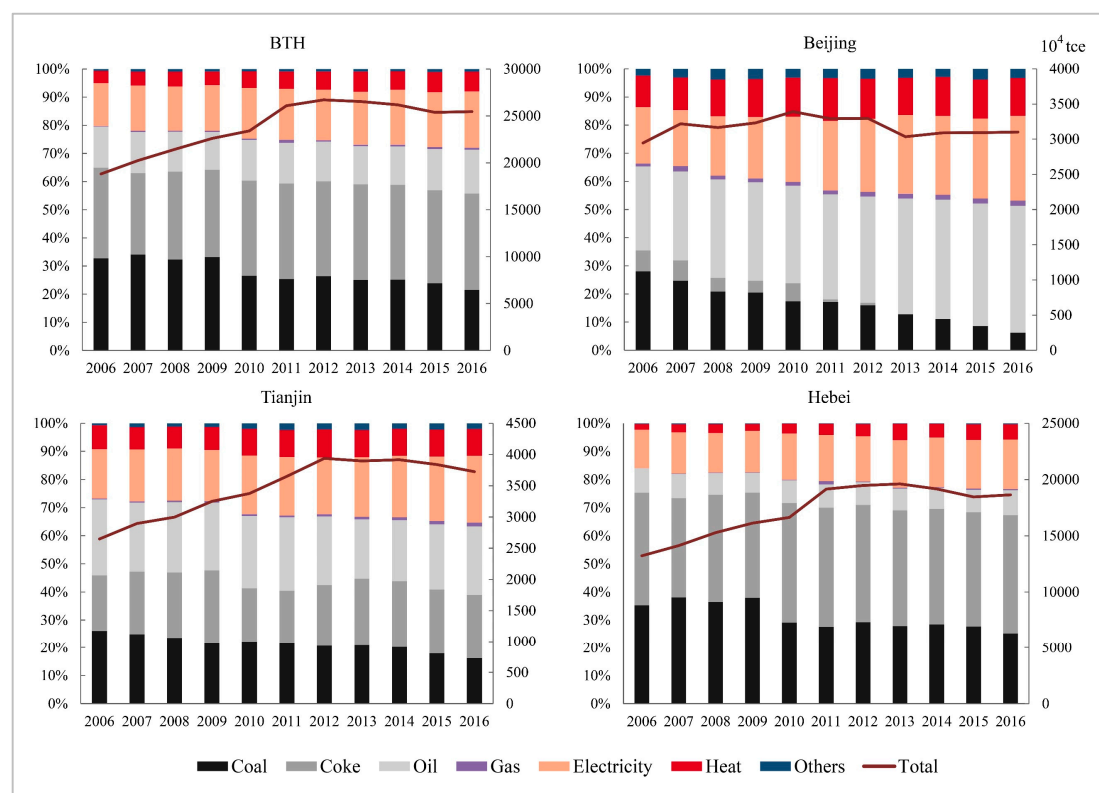 BTH Beijing
10⁴ tce
100% 30000 100% 4000
90% 25000 90% 3500
80% 80% 3000
70% 20000 70%
60% 60% 2500
50% 15000 50% 2000
40% 40% 1500
30% 10000 30%
20% 5000 20% 1000
10% 10% 500
0% 0 0% 0
2006 2007 2008 2009 2010 2011 2012 2013 2014 2015 2016 2006 2007 2008 2009 2010 2011 2012 2013 2014 2015 2016
Tianjin Hebei
100% 4500 100% 25000
90% 4000 90%
80% 3500 80% 20000
70% 3000 70%
60% 2500 60% 15000
50% 50%
40% 2000 40% 10000
30% 1500 30%
20% 1000 20% 5000
10% 500 10%
0% 0 0% 0
2006 2007 2008 2009 2010 2011 2012 2013 2014 2015 2016 2006 2007 2008 2009 2010 2011 2012 2013 2014 2015 2016
Coal Coke Oil Gas Electricity Heat Others Total